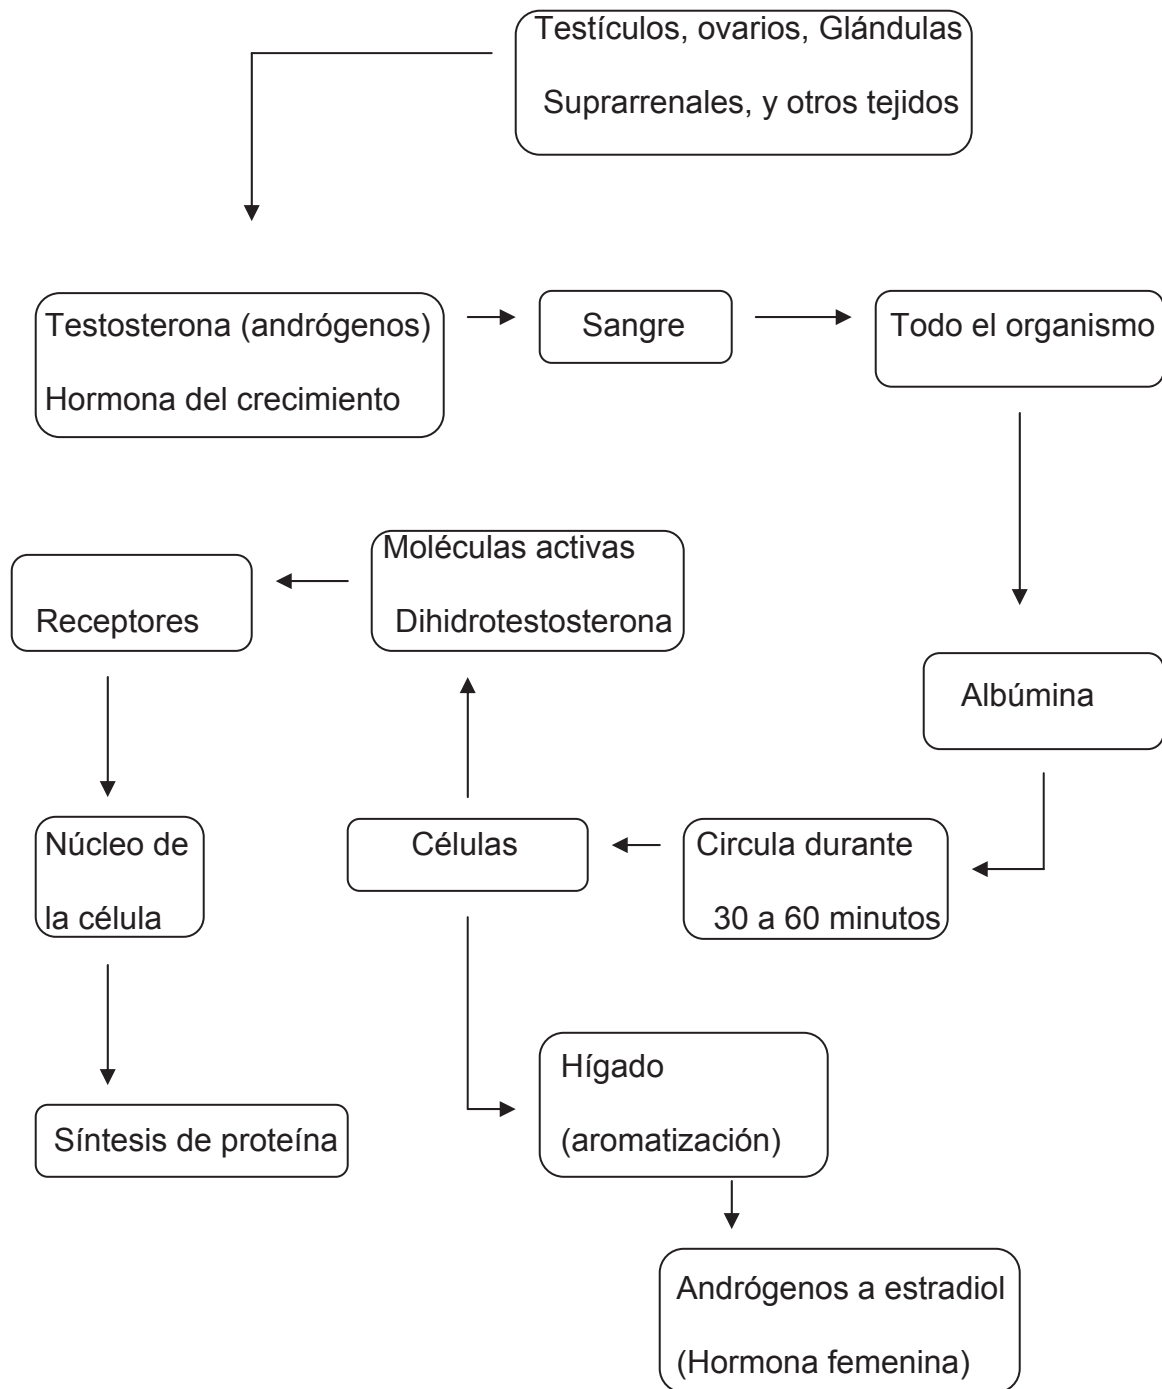 Testículos, ovarios, Glándulas
Suprarrenales, y otros tejidos
Testosterona (andrógenos)
Hormona del crecimiento
Sangre
Todo el organismo
Moléculas activas
Dihidrotestosterona
Receptores
Albúmina
Núcleo de
la célula
Células
Circula durante
30 a 60 minutos
Síntesis de proteína
Hígado
(aromatización)
Andrógenos a estradiol
(Hormona femenina)